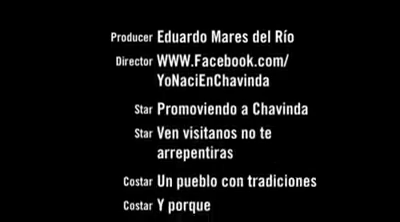 Producer Eduardo Mares del Río
Director WWW.Facebook.com/
YoNaciEnChavinda
Star Promoviendo a Chavinda
Star Ven visitanos no te
arrepentiras
Costar Un pueblo con tradiciones
Costar Y porque